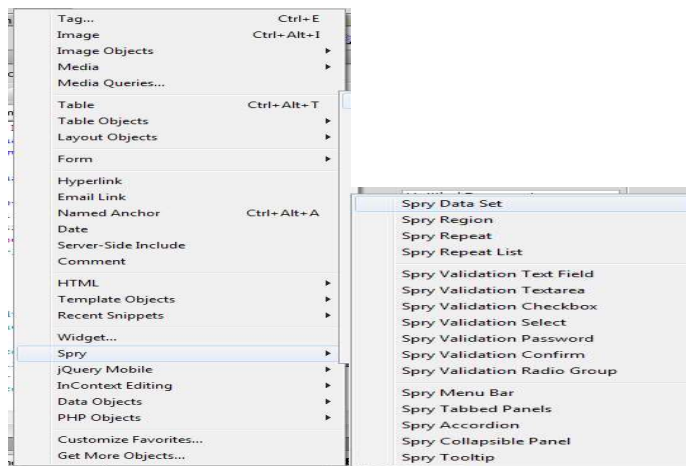 Tag... Ctrl+E
Image Ctrl+Alt+I
Image Objects
Media
Media Queries...
Table Ctrl+Alt+T
Table Objects
Layout Objects
Form
Hyperlink
Email Link
Named Anchor Ctrl+Alt+A
Date
Server-Side Include
Comment
HTML
Template Objects
Recent Snippets
Widget...
Spry
jQuery Mobile
InContext Editing
Data Objects
PHP Objects
Customize Favorites...
Get More Objects...
Spry Data Set
Spry Region
Spry Repeat
Spry Repeat List
Spry Validation Text Field
Spry Validation Textarea
Spry Validation Checkbox
Spry Validation Select
Spry Validation Password
Spry Validation Confirm
Spry Validation Radio Group
Spry Menu Bar
Spry Tabbed Panels
Spry Accordion
Spry Collapsible Panel
Spry Tooltip